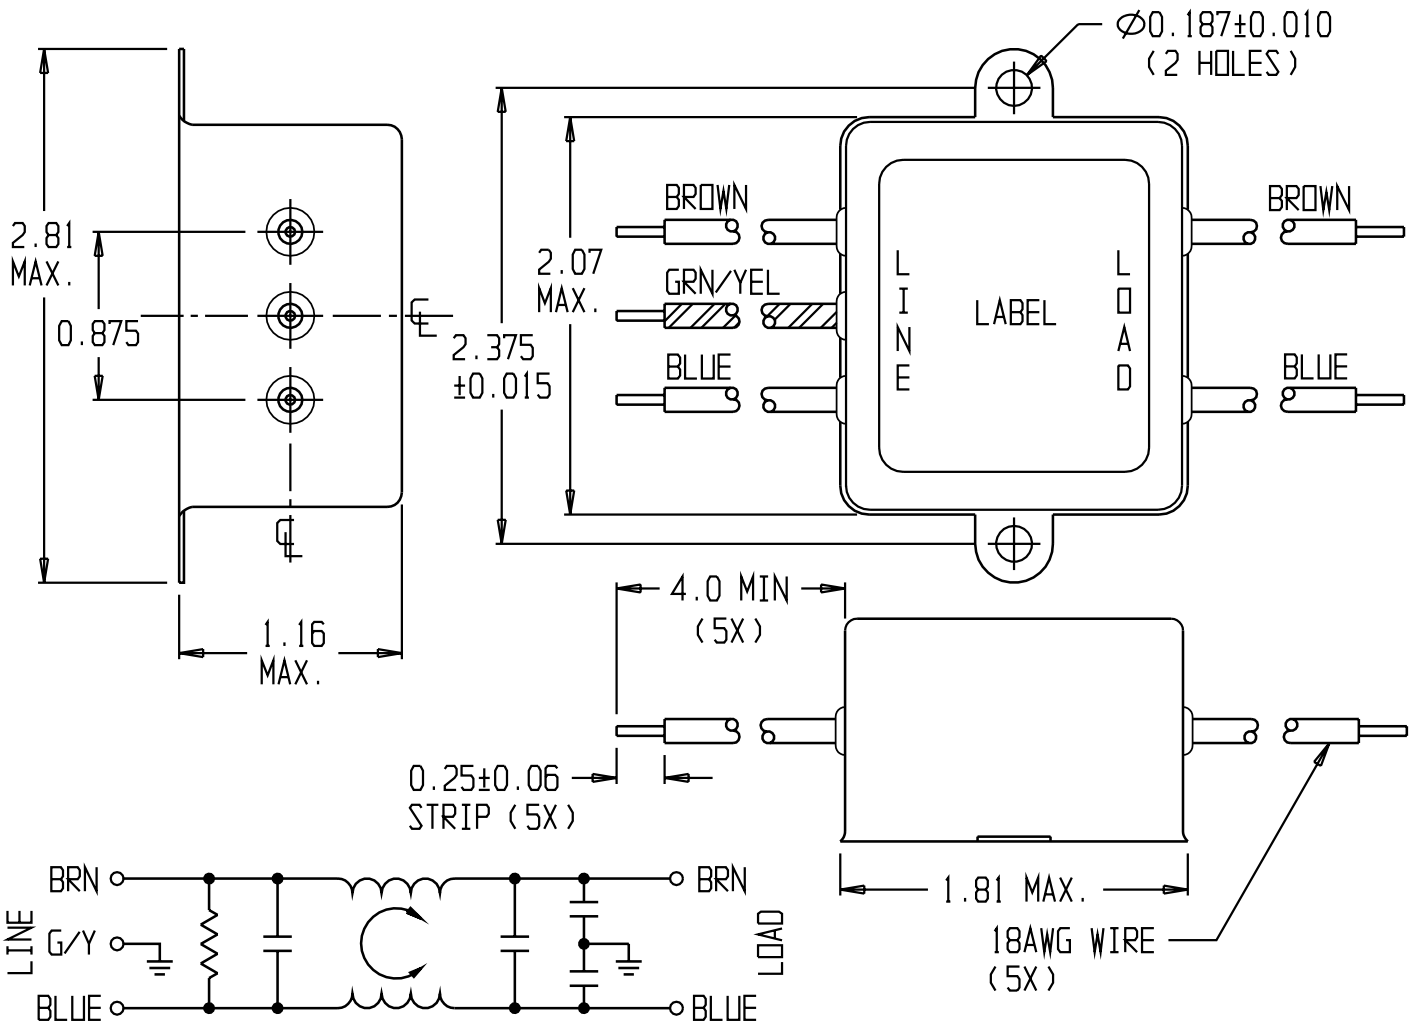 Ø0.187±0.010
(2 HOLES)
2.81
MAX.
0.875
℄
℄
1.16
MAX.
2.375
±0.015
2.07
MAX.
BROWN
GRN/YEL
BLUE
LINE
LABEL
LOAD
BROWN
BLUE
4.0 MIN
(5X)
0.25±0.06
STRIP (5X)
1.81 MAX.
18AWG WIRE
(5X)
LINE
BRN
G/Y
BLUE
BRN
LOAD
BLUE